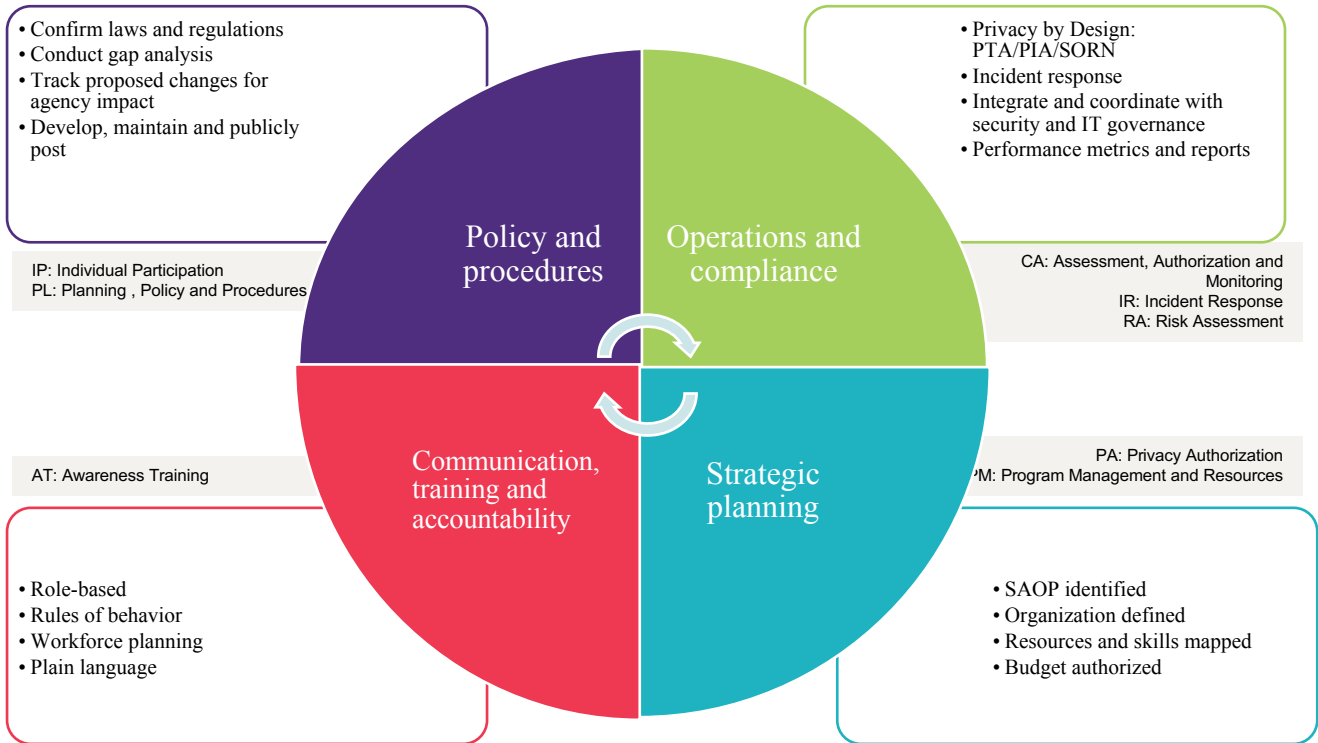 • Confirm laws and regulations
• Conduct gap analysis
• Track proposed changes for
agency impact
• Develop, maintain and publicly
post
• Privacy by Design:
PTA/PIA/SORN
• Incident response
• Integrate and coordinate with
security and IT governance
• Performance metrics and reports
Policy and
procedures
Operations and
compliance
IP: Individual Participation
PL: Planning , Policy and Procedures
CA: Assessment, Authorization and
Monitoring
IR: Incident Response
RA: Risk Assessment
Communication,
training and
accountability
Strategic
planning
AT: Awareness Training
PA: Privacy Authorization
PM: Program Management and Resources
• Role-based
• Rules of behavior
• Workforce planning
• Plain language
• SAOP identified
• Organization defined
• Resources and skills mapped
• Budget authorized